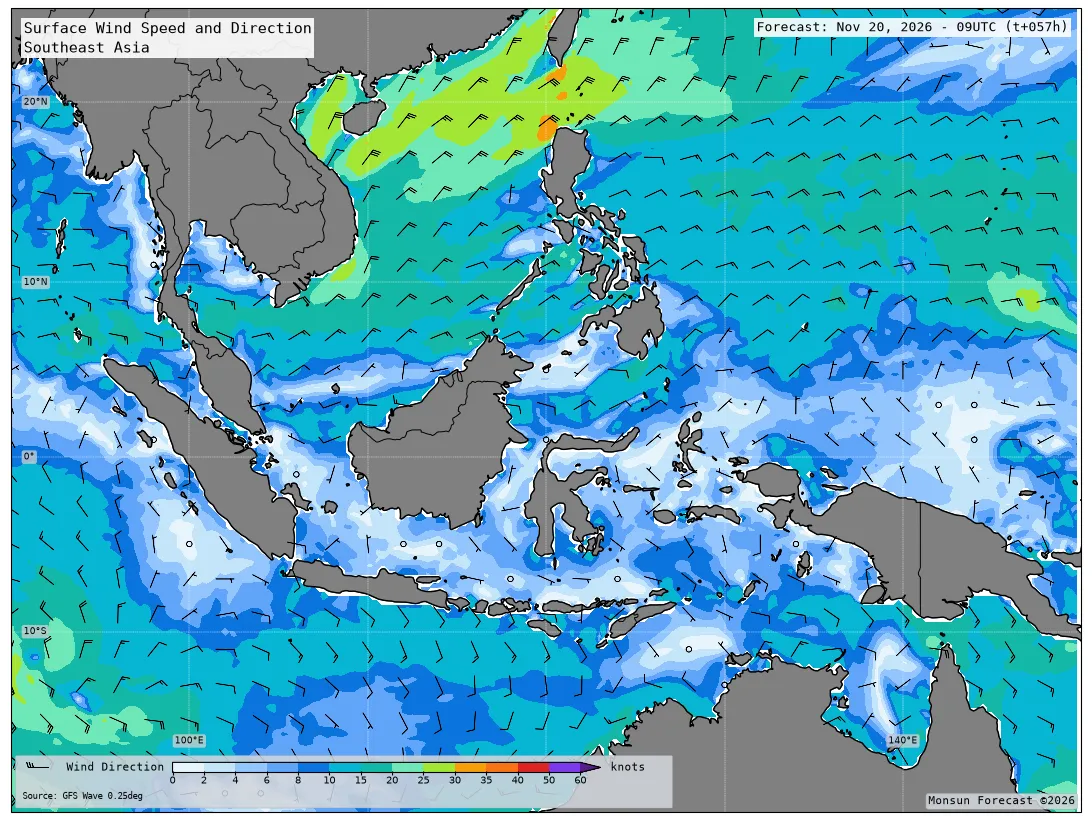 Surface Wind Speed and Direction
Southeast Asia
Forecast: Nov 20, 2026 - 09UTC (t+057h)
20°N
10°N
0°
10°S
100°E
140°E
Wind Direction
0 2 4 6 8 10 15 20 25 30 35 40 50 60
knots
Source: GFS Wave 0.25deg
Monsun Forecast ©2026